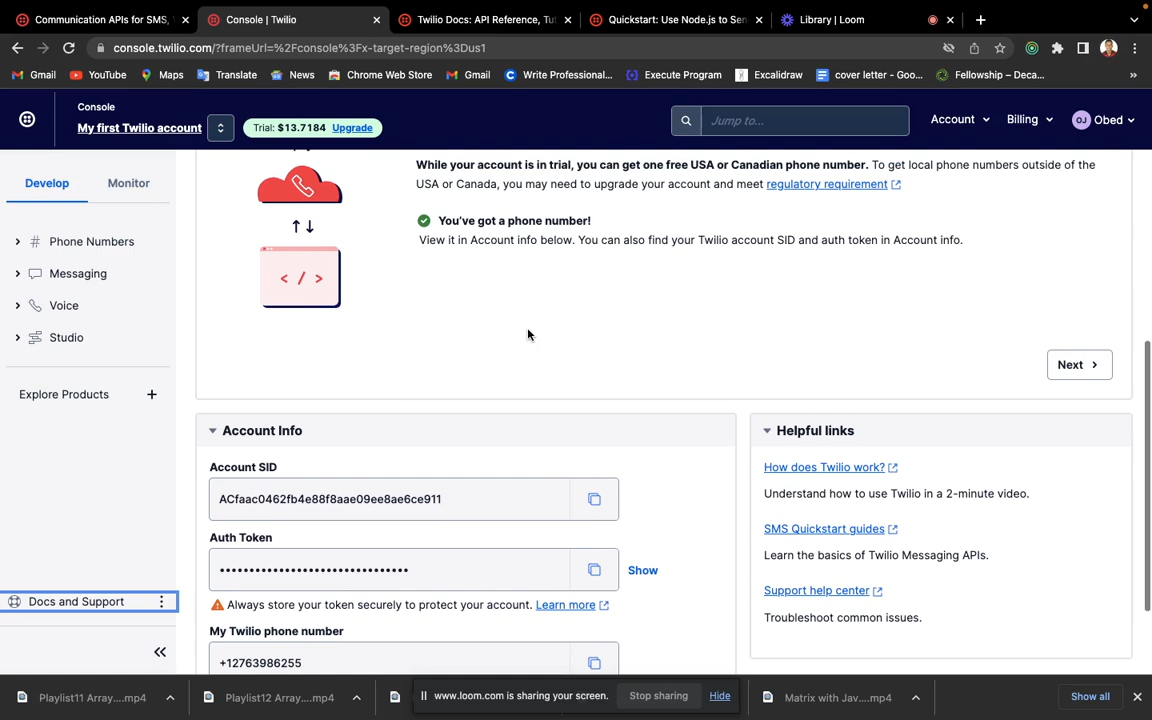 Communication APIs for SMS, 
Console | Twilio
Twilio Docs: API Reference, Tut
Quickstart: Use Node.js to Sen
Library | Loom
console.twilio.com/?frameUrl=%2Fconsole%3Fx-target-region%3Dus1
Gmail
YouTube
Maps
Translate
News
Chrome Web Store
Gmail
Write Professional...
Execute Program
Excalidraw
cover letter - Goo...
Fellowship – Deca...
»
Console
My first Twilio account
Trial: $13.7184 Upgrade
Jump to...
Account
Billing
OJ Obed
Develop
Monitor
Phone Numbers
Messaging
Voice
Studio
Explore Products +
Docs and Support
While your account is in trial, you can get one free USA or Canadian phone number. To get local phone numbers outside of the
USA or Canada, you may need to upgrade your account and meet regulatory requirement
You've got a phone number!
View it in Account info below. You can also find your Twilio account SID and auth token in Account info.
< / >
Next
Account Info
Account SID
ACfaac0462fb4e88f8aae09ee8ae6ce911
Auth Token
•••••••••••••••••••••••••••••••• Show
Always store your token securely to protect your account. Learn more
My Twilio phone number
+12763986255
Helpful links
How does Twilio work?
Understand how to use Twilio in a 2-minute video.
SMS Quickstart guides
Learn the basics of Twilio Messaging APIs.
Support help center
Troubleshoot common issues.
Playlist11 Array....mp4
Playlist12 Array....mp4
www.loom.com is sharing your screen.
Stop sharing
Hide
Matrix with Jav....mp4
Show all